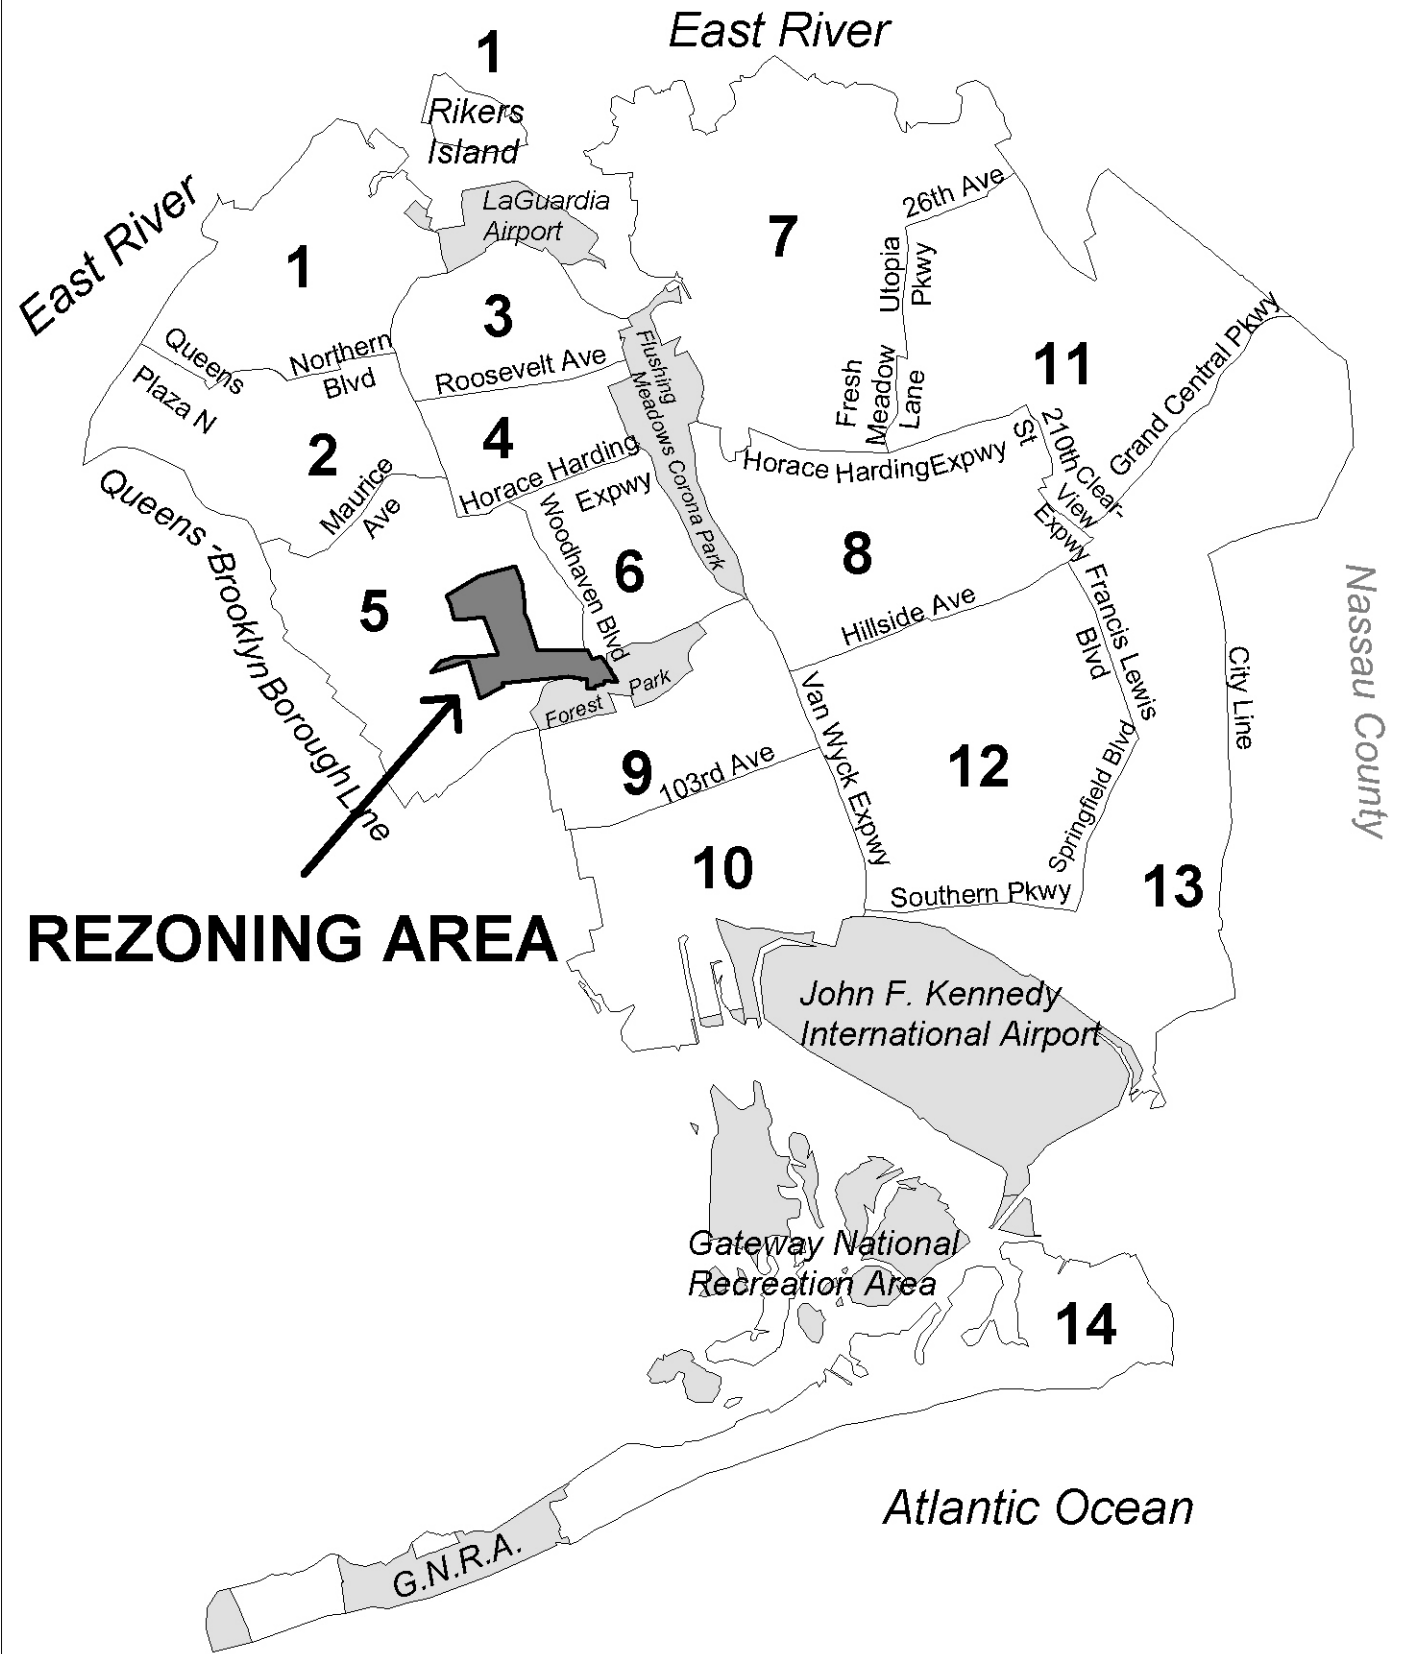 East River
1
Rikers
Island
East River
LaGuardia
Airport
26th Ave
7
1
Utopia
Pkwy
3
Queens
Plaza N
Northern
Blvd
Roosevelt Ave
Flushing
Meadows Corona Park
Fresh
Meadow
Lane
11
Grand Central Pkwy
2
4
Maurice
Ave
Horace Harding
Expwy
Horace HardingExpwy
210th
St
Clear-
View
Expwy
Queens -
Brooklyn
Borough
Line
5
Woodhaven Blvd
6
8
Hillside Ave
Francis Lewis
Blvd
Nassau County
City Line
Forest
Park
Van Wyck Expwy
9
103rd Ave
12
Springfield Blvd
10
Southern Pkwy
13
REZONING AREA
John F. Kennedy
International Airport
Gateway National
Recreation Area
14
Atlantic Ocean
G.N.R.A.